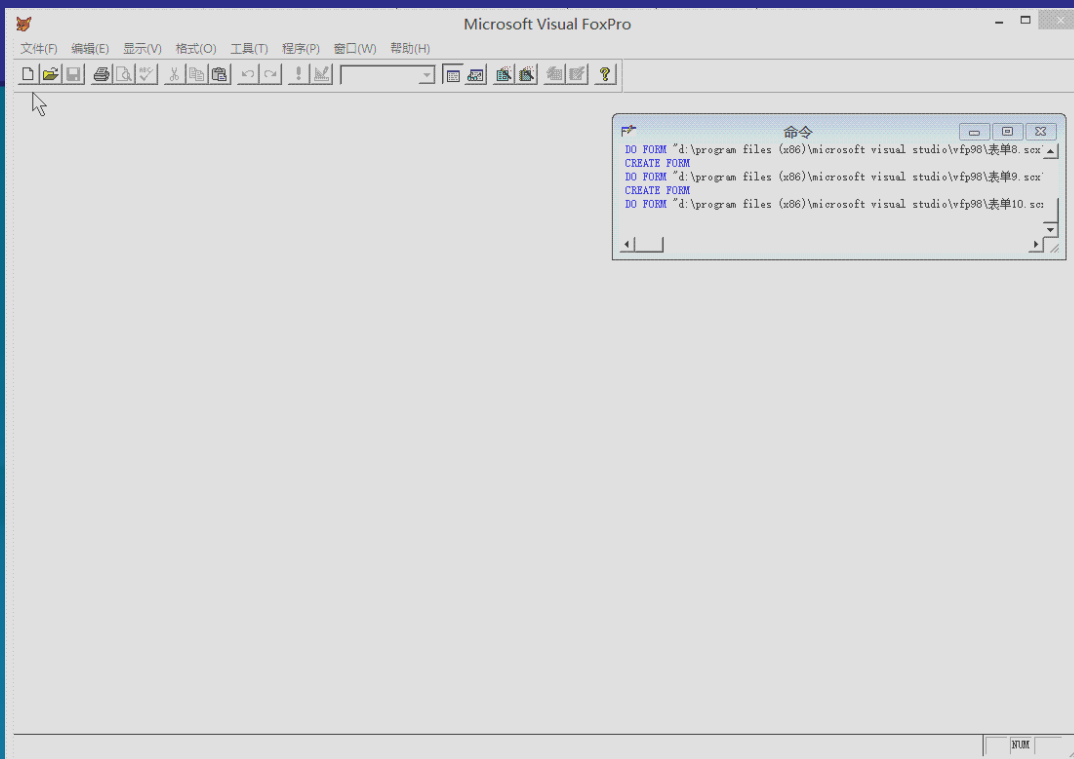 Microsoft Visual FoxPro
文件(F) 编辑(E) 显示(V) 格式(O) 工具(T) 程序(P) 窗口(W) 帮助(H)
命令
DO FORM "d:\program files (x86)\microsoft visual studio\vfp98\表单8.scx"
CREATE FORM
DO FORM "d:\program files (x86)\microsoft visual studio\vfp98\表单9.scx"
CREATE FORM
DO FORM "d:\program files (x86)\microsoft visual studio\vfp98\表单10.sc
NUM